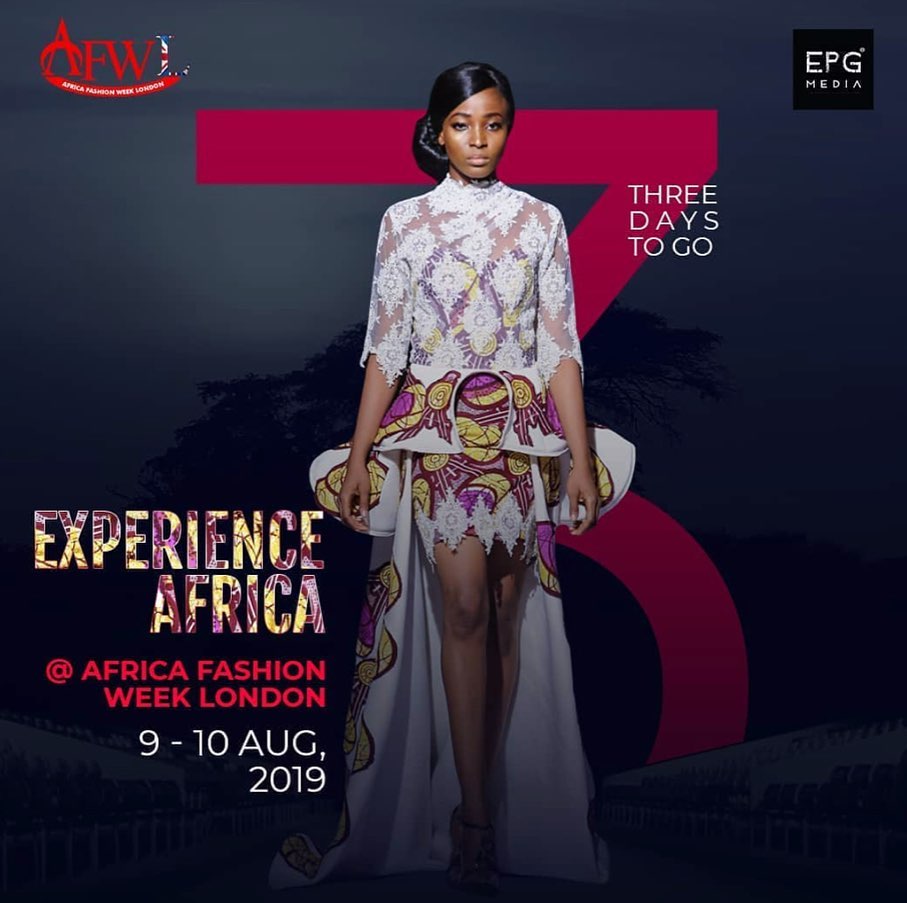 AFWL
AFRICA FASHION WEEK LONDON
EPG
MEDIA
3
THREE
DAYS
TO GO
EXPERIENCE
AFRICA
@ AFRICA FASHION
WEEK LONDON
9 - 10 AUG,
2019